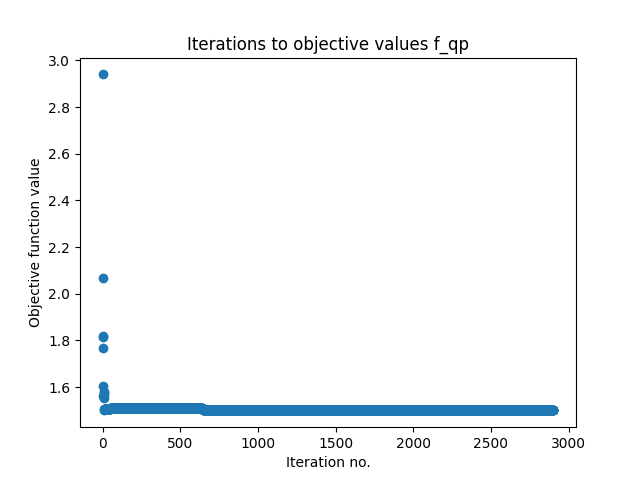 Iterations to objective values f_qp
3.0
2.8
2.6
2.4
2.2
2.0
1.8
1.6
Objective function value
0 500 1000 1500 2000 2500 3000
Iteration no.